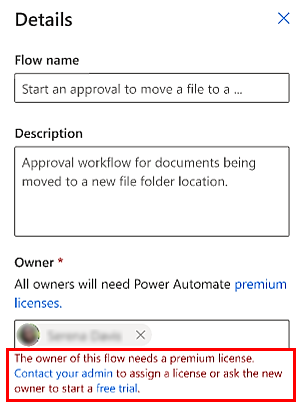 Details
Flow name
Start an approval to move a file to a ...
Description
Approval workflow for documents being
moved to a new file folder location.
Owner *
All owners will need Power Automate premium
licenses.
The owner of this flow needs a premium license.
Contact your admin to assign a license or ask the new
owner to start a free trial.